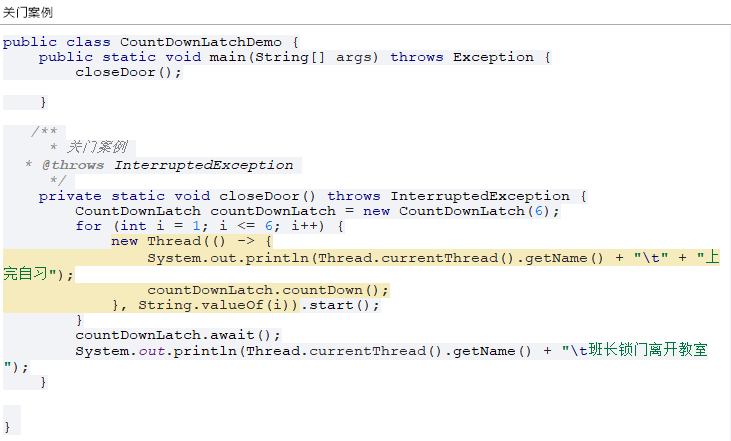 关门案例
public class CountDownLatchDemo {
    public static void main(String[] args) throws Exception {
        closeDoor();
    }
    /**
     * 关门案例
  * @throws InterruptedException
     */
    private static void closeDoor() throws InterruptedException {
        CountDownLatch countDownLatch = new CountDownLatch(6);
        for (int i = 1; i <= 6; i++) {
            new Thread(() -> {
                System.out.println(Thread.currentThread().getName() + "\t" + "上
完自习");
                countDownLatch.countDown();
            }, String.valueOf(i)).start();
        }
        countDownLatch.await();
        System.out.println(Thread.currentThread().getName() + "\t班长锁门离开教室
");
    }
}